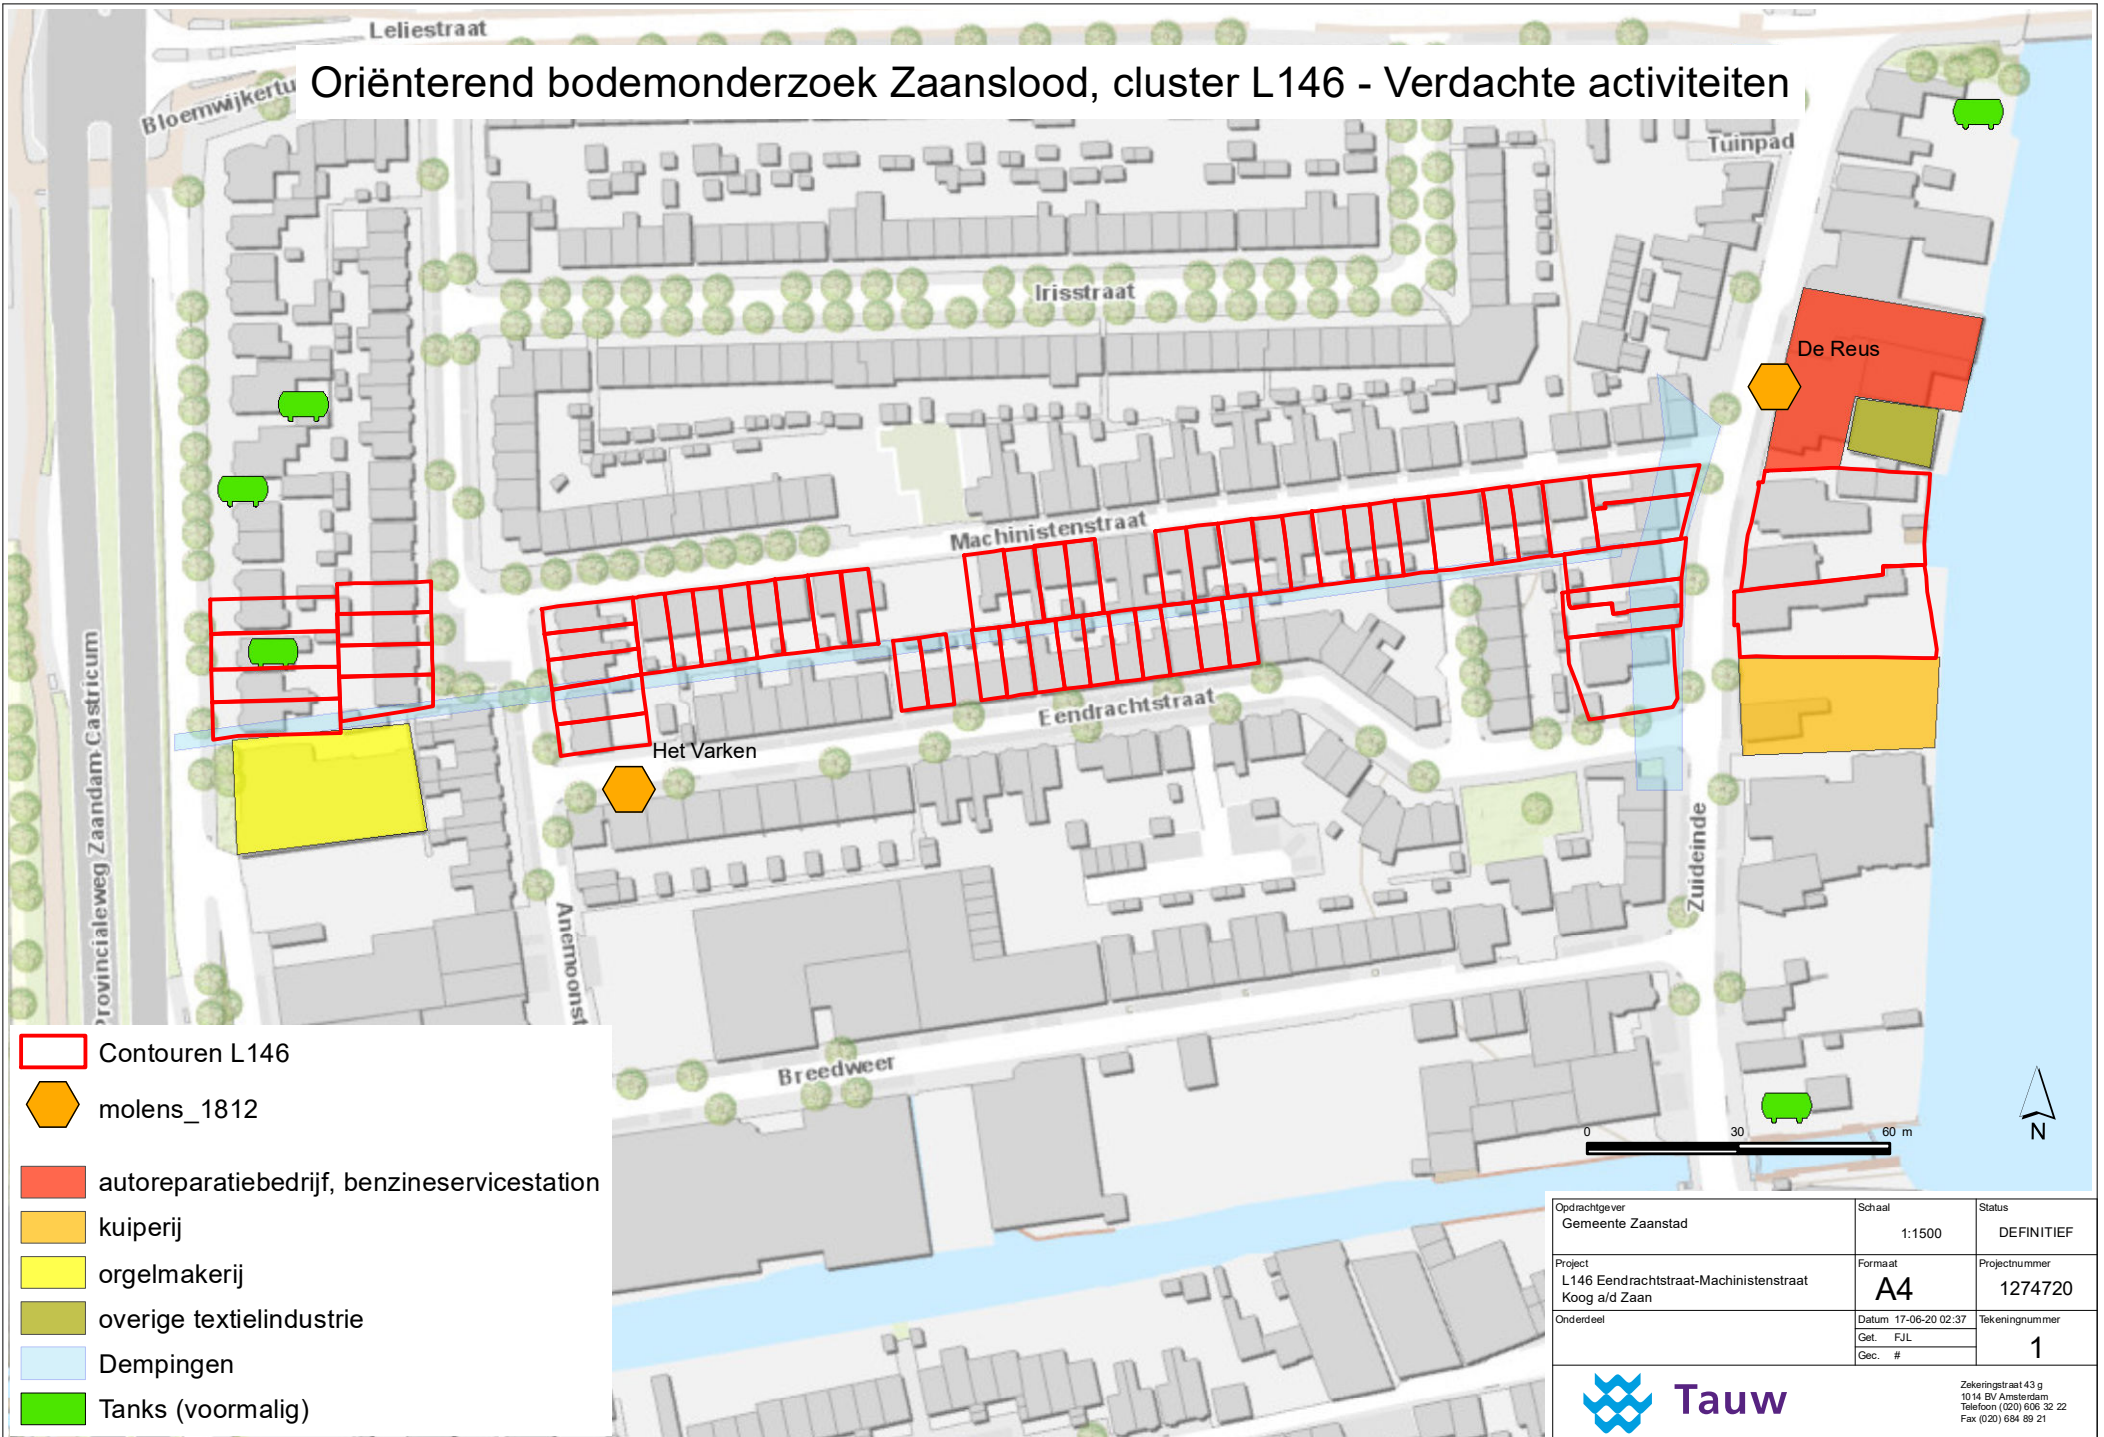 Leliestraat
Oriënterend bodemonderzoek Zaanslood, cluster L146 - Verdachte activiteiten
Bloemwijkertu
Tuinpad
Irisstraat
De Reus
Machinistenstraat
Eendrachtstraat
Het Varken
Provincialeweg Zaandam-Castricum
Zuideinde
Anemoonst
Breedweer
Contouren L146
molens_1812
autoreparatiebedrijf, benzineservicestation
kuiperij
orgelmakerij
overige textielindustrie
Dempingen
Tanks (voormalig)
0 30 60 m
N
Opdrachtgever
Gemeente Zaanstad
Schaal
1:1500
Status
DEFINITIEF
Project
L146 Eendrachtstraat-Machinistenstraat
Koog a/d Zaan
Formaat
A4
Projectnummer
1274720
Onderdeel
Datum 17-06-20 02:37
Get. FJL
Gec. #
Tekeningnummer
1
Tauw
Zekeringstraat 43 g
1014 BV Amsterdam
Telefoon (020) 606 32 22
Fax (020) 684 89 21